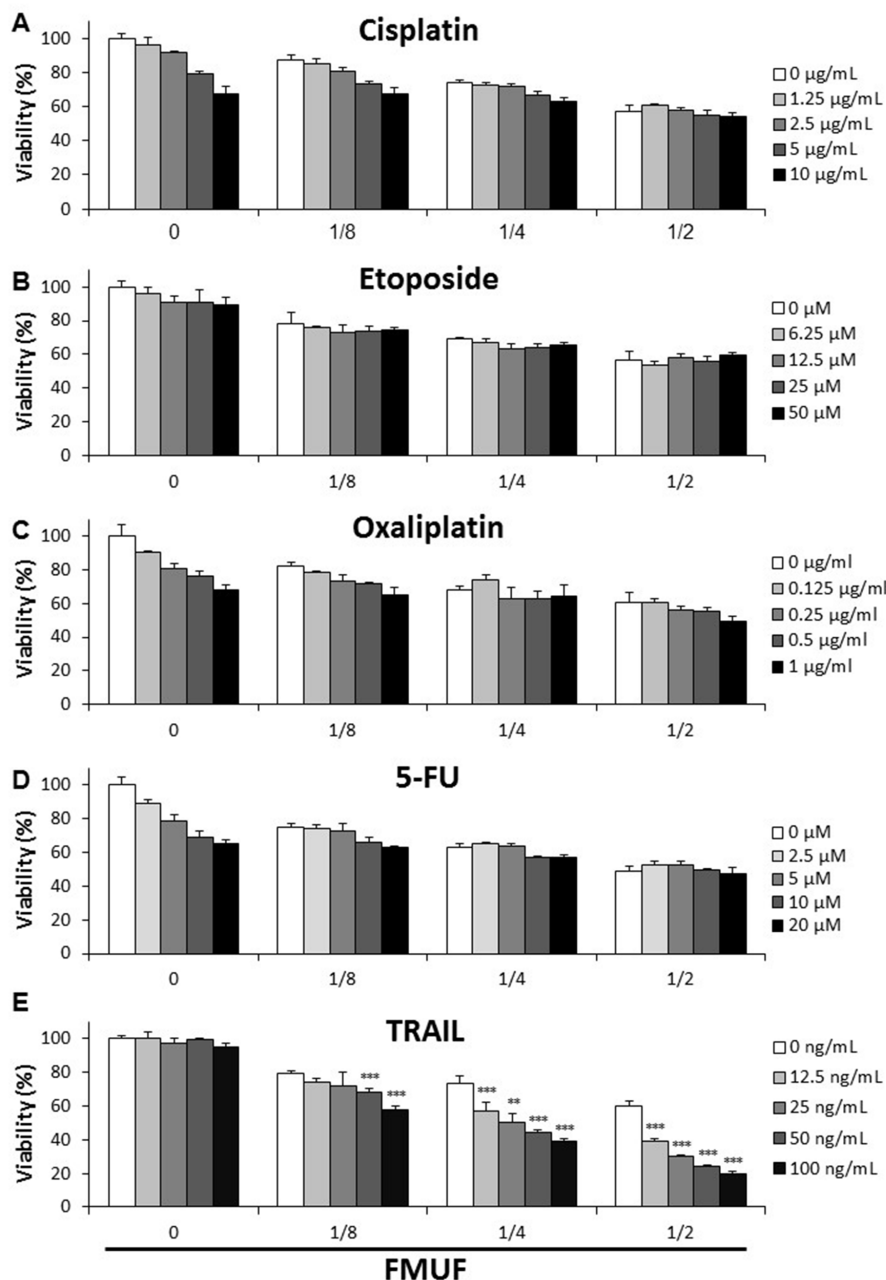 A
Cisplatin
Viability (%)
100
80
60
40
20
0
0
1/8
1/4
1/2
0 µg/mL
1.25 µg/mL
2.5 µg/mL
5 µg/mL
10 µg/mL
B
Etoposide
Viability (%)
100
80
60
40
20
0
0
1/8
1/4
1/2
0 µM
6.25 µM
12.5 µM
25 µM
50 µM
C
Oxaliplatin
Viability (%)
100
80
60
40
20
0
0
1/8
1/4
1/2
0 µg/ml
0.125 µg/ml
0.25 µg/ml
0.5 µg/ml
1 µg/ml
D
5-FU
Viability (%)
100
80
60
40
20
0
0
1/8
1/4
1/2
0 µM
2.5 µM
5 µM
10 µM
20 µM
E
TRAIL
Viability (%)
100
80
60
40
20
0
*** ***
*** ** *** ***
*** *** *** ***
0
1/8
1/4
1/2
0 ng/mL
12.5 ng/mL
25 ng/mL
50 ng/mL
100 ng/mL
FMUF